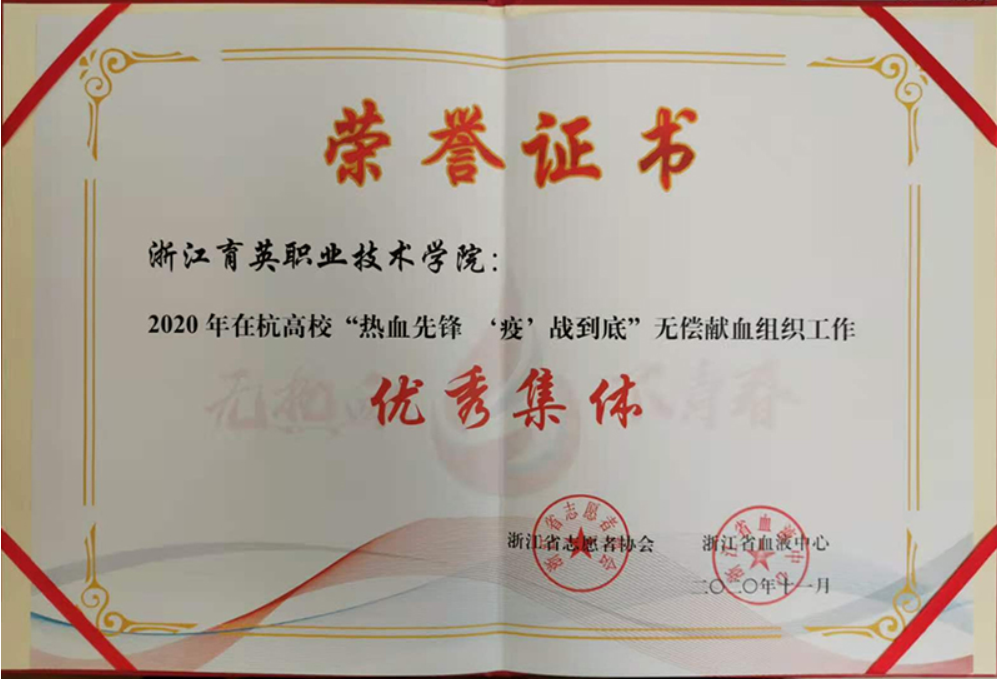 荣誉证书
浙江育英职业技术学院：
2020年在杭高校“热血先锋 ‘疫’战到底”无偿献血组织工作
优秀集体
浙江省志愿者协会 浙江省血液中心
二〇二〇年十一月